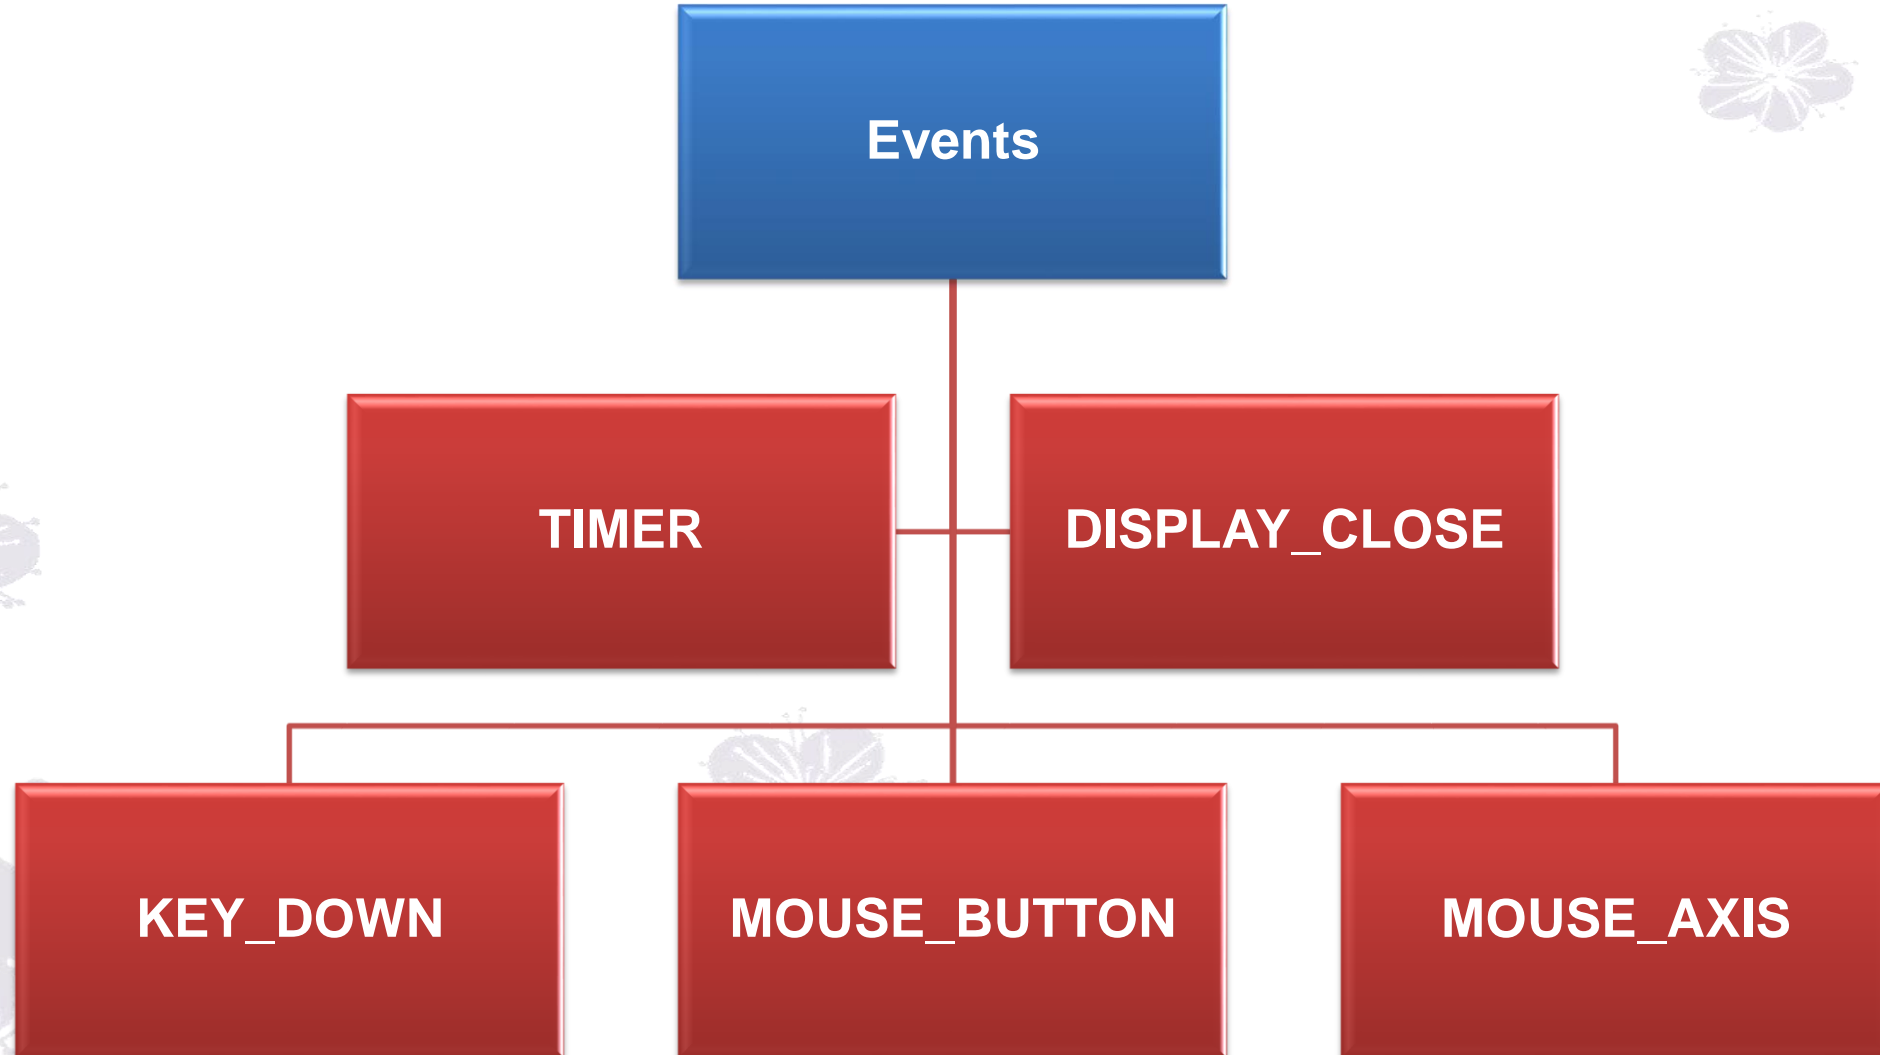 Events
TIMER
DISPLAY_CLOSE
KEY_DOWN
MOUSE_BUTTON
MOUSE_AXIS